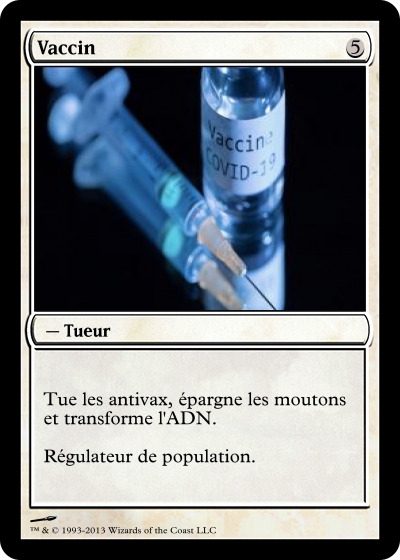 Vaccin 5
Vaccine
COVID-19
— Tueur
Tue les antivax, épargne les moutons
et transforme l'ADN.
Régulateur de population.
™ & © 1993-2013 Wizards of the Coast LLC